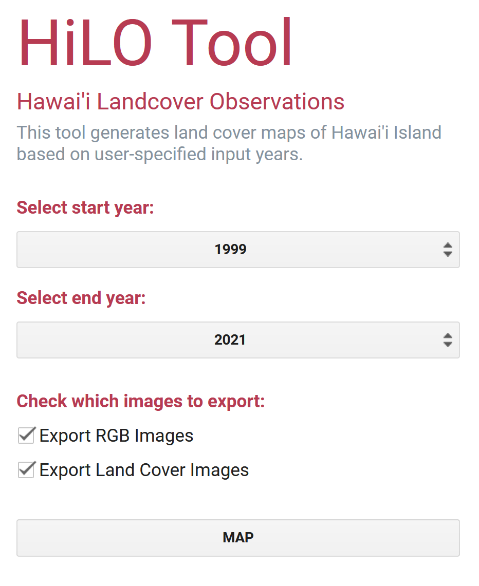 HiLO Tool
Hawai'i Landcover Observations
This tool generates land cover maps of Hawai'i Island
based on user-specified input years.
Select start year:
1999
Select end year:
2021
Check which images to export:
Export RGB Images
Export Land Cover Images
MAP